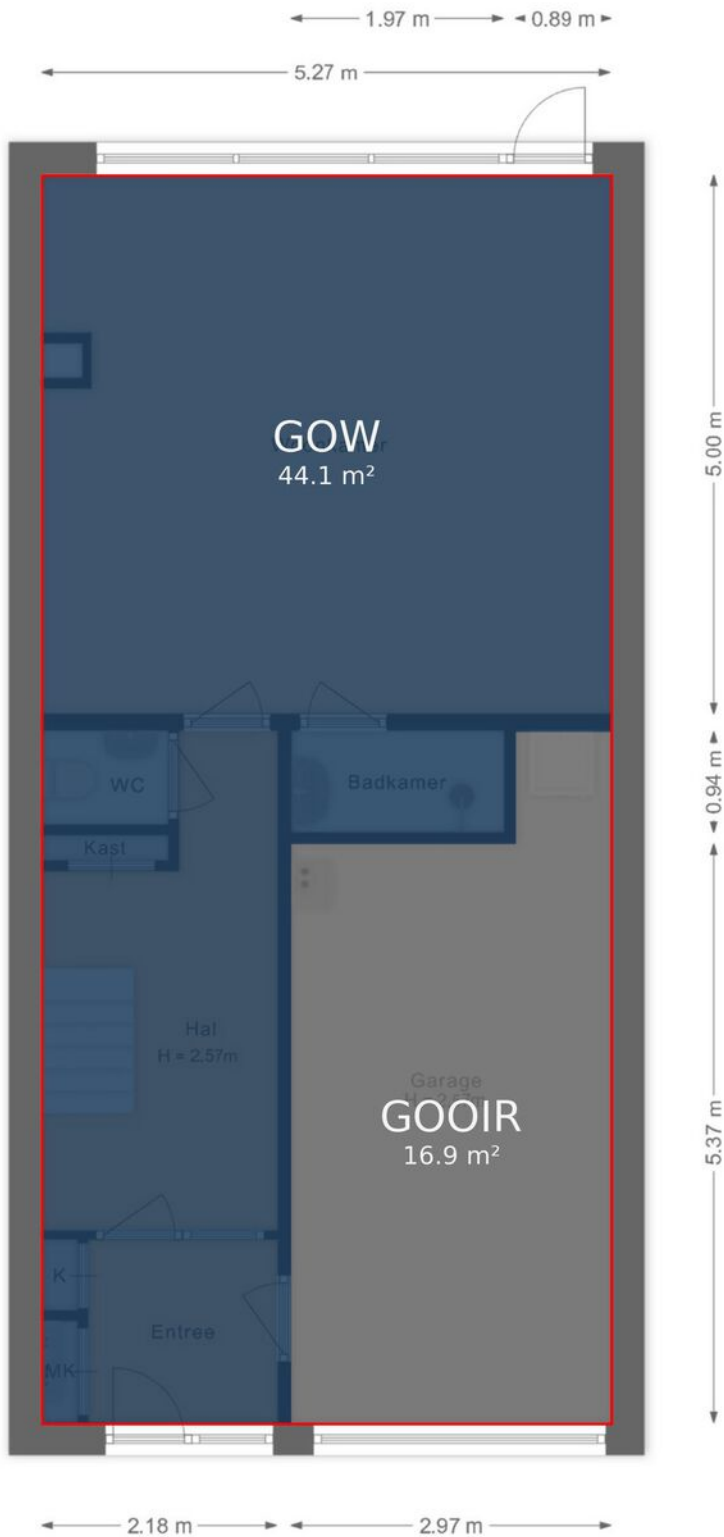 1.97 m
0.89 m
5.27 m
GOW
44.1 m²
5.00 m
WC
Badkamer
0.94 m
Kast
Hal
H = 2.57m
Garage
GOOIR
16.9 m²
5.37 m
K
Entree
MK
2.18 m
2.97 m